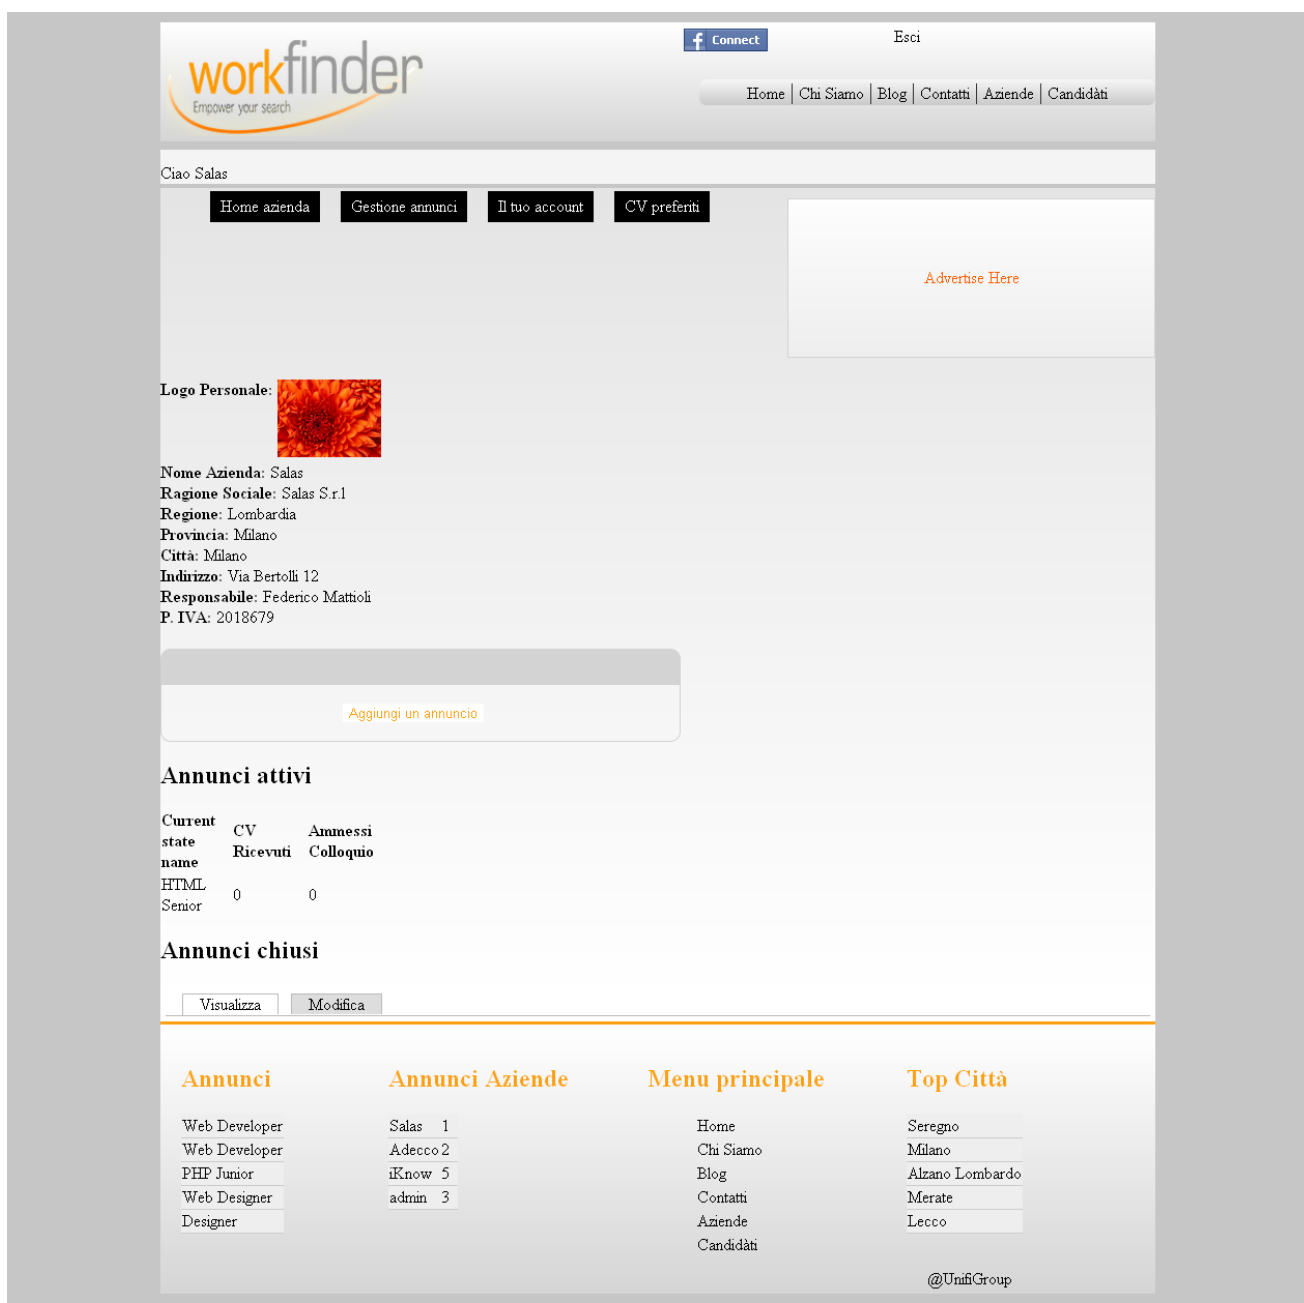 workfinder
Empower your search
Connect
Esci
Home | Chi Siamo | Blog | Contatti | Aziende | Candidàti
Ciao Salas
Home azienda Gestione annunci Il tuo account CV preferiti
Advertise Here
Logo Personale:
Nome Azienda: Salas
Ragione Sociale: Salas S.r.l
Regione: Lombardia
Provincia: Milano
Città: Milano
Indirizzo: Via Bertolli 12
Responsabile: Federico Mattioli
P. IVA: 2018679
Aggiungi un annuncio
Annunci attivi
Current state name
CV Ricevuti
Ammessi Colloquio
HTML Senior
0
0
Annunci chiusi
Visualizza Modifica
Annunci
Web Developer
Web Developer
PHP Junior
Web Designer
Designer
Annunci Aziende
Salas 1
Adecco 2
iKnow 5
admin 3
Menu principale
Home
Chi Siamo
Blog
Contatti
Aziende
Candidàti
Top Città
Seregno
Milano
Alzano Lombardo
Merate
Lecco
@UnifiGroup